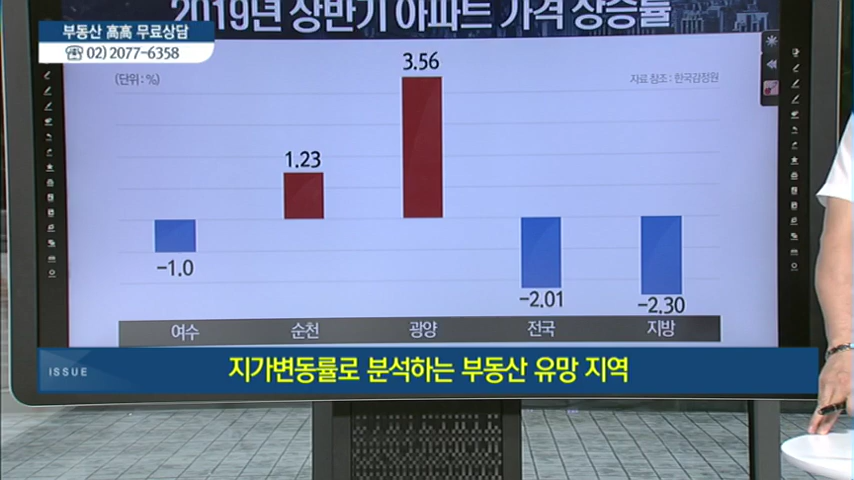 2019년 상반기 아파트 가격 상승률
부동산 高高 무료상담
☎ 02) 2077-6358
(단위 : %)
자료 참조 : 한국감정원
3.56
1.23
-1.0
-2.01
-2.30
여수 순천 광양 전국 지방
ISSUE
지가변동률로 분석하는 부동산 유망 지역